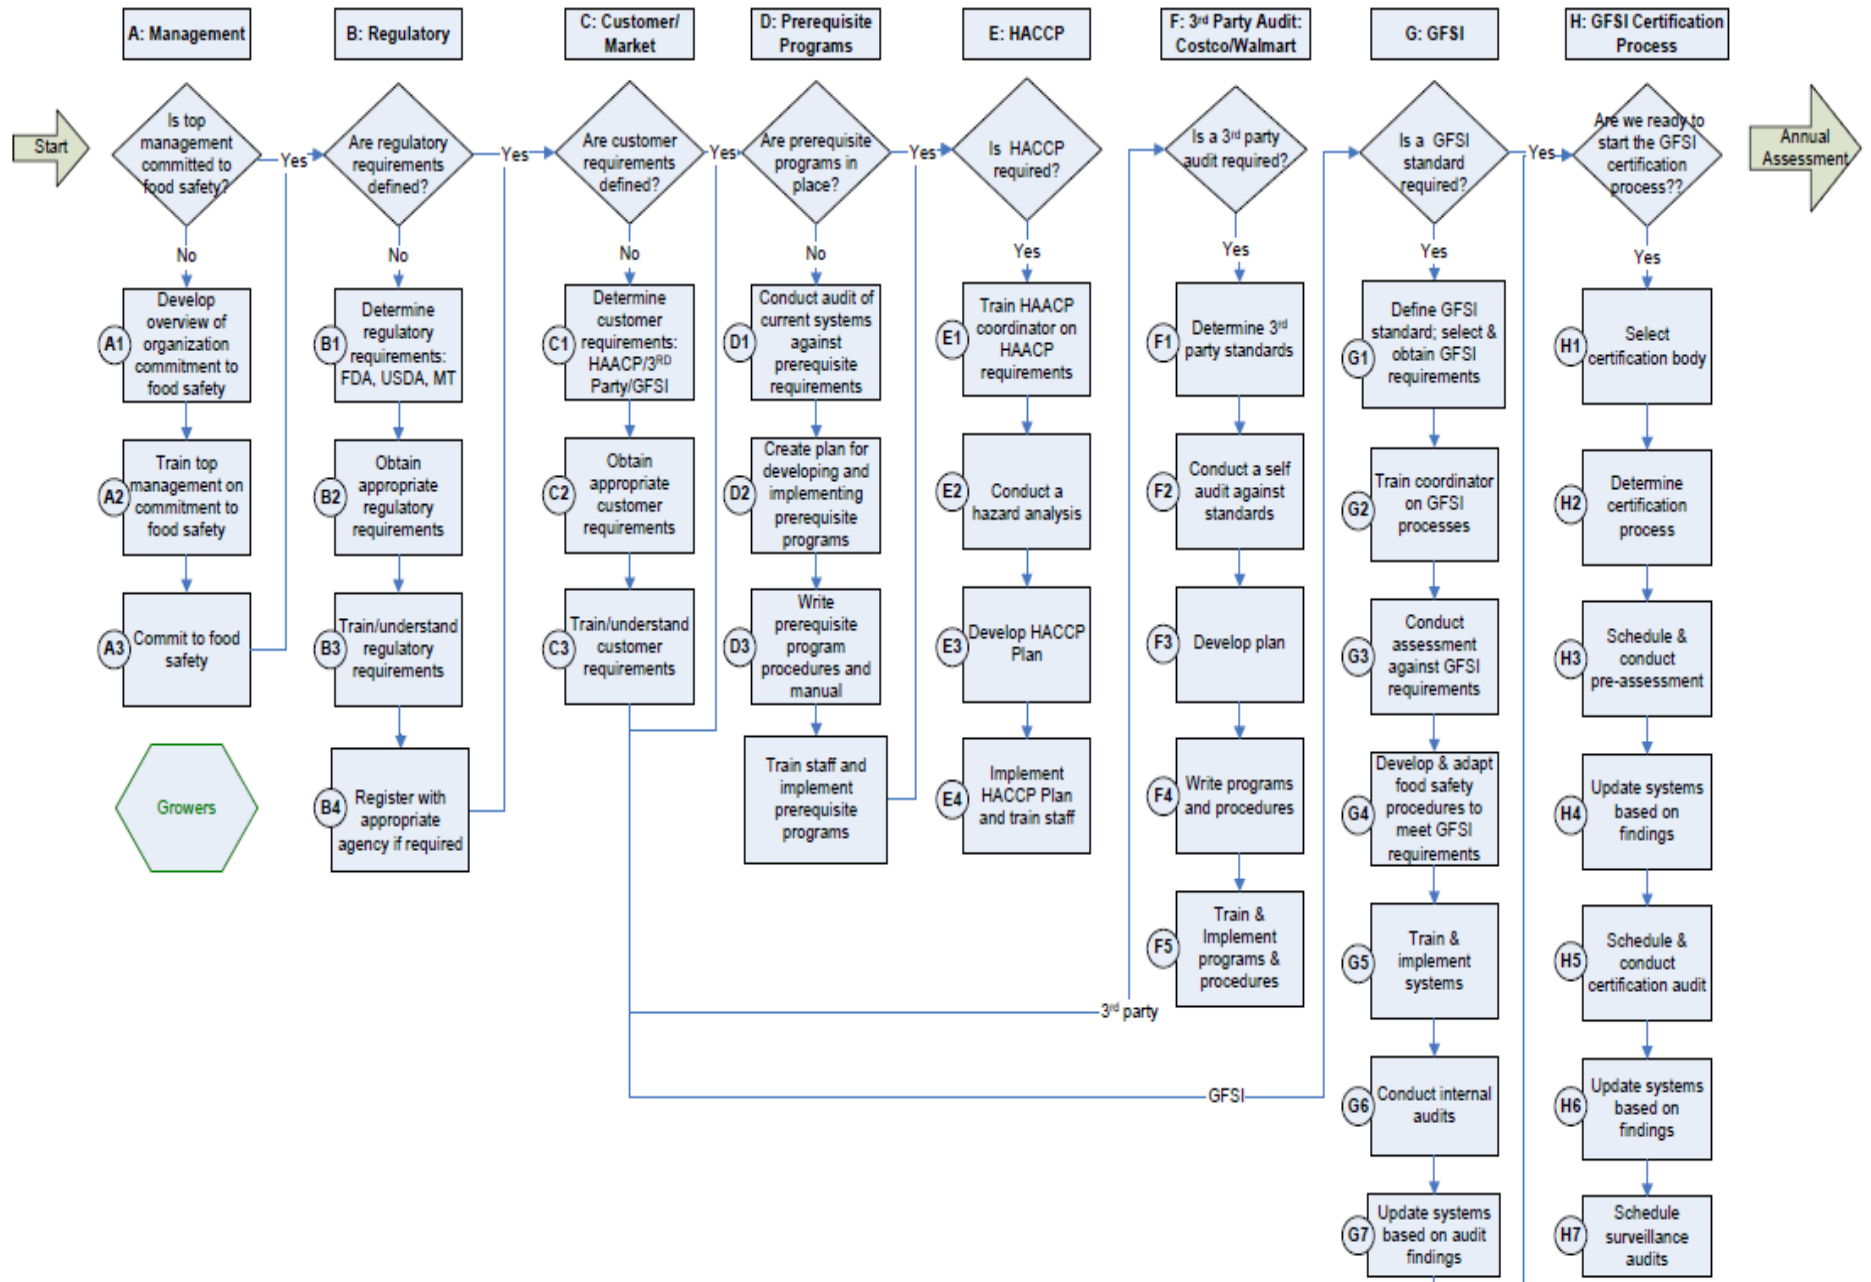 A: Management
B: Regulatory
C: Customer/
Market
D: Prerequisite
Programs
E: HACCP
F: 3rd Party Audit:
Costco/Walmart
G: GFSI
H: GFSI Certification
Process
Start
Is top
management
committed to
food safety?
Yes
No
A1
Develop
overview of
organization
commitment to
food safety
A2
Train top
management on
commitment to
food safety
A3
Commit to food
safety
Growers
Are regulatory
requirements
defined?
Yes
No
B1
Determine
regulatory
requirements:
FDA, USDA, MT
B2
Obtain
appropriate
regulatory
requirements
B3
Train/understand
regulatory
requirements
B4
Register with
appropriate
agency if required
Are customer
requirements
defined?
Yes
No
C1
Determine
customer
requirements:
HAACP/3RD
Party/GFSI
C2
Obtain
appropriate
customer
requirements
C3
Train/understand
customer
requirements
Are prerequisite
programs in
place?
Yes
No
D1
Conduct audit of
current systems
against
prerequisite
requirements
D2
Create plan for
developing and
implementing
prerequisite
programs
D3
Write
prerequisite
program
procedures and
manual
Train staff and
implement
prerequisite
programs
Is HACCP
required?
Yes
E1
Train HAACP
coordinator on
HAACP
requirements
E2
Conduct a
hazard analysis
E3
Develop HACCP
Plan
E4
Implement
HACCP Plan
and train staff
3rd party
GFSI
Is a 3rd party
audit required?
Yes
F1
Determine 3rd
party standards
F2
Conduct a self
audit against
standards
F3
Develop plan
F4
Write programs
and procedures
F5
Train &
Implement
programs &
procedures
Is a GFSI
standard
required?
Yes
Yes
G1
Define GFSI
standard; select &
obtain GFSI
requirements
G2
Train coordinator
on GFSI
processes
G3
Conduct
assessment
against GFSI
requirements
G4
Develop & adapt
food safety
procedures to
meet GFSI
requirements
G5
Train &
implement
systems
G6
Conduct internal
audits
G7
Update systems
based on audit
findings
Are we ready to
start the GFSI
certification
process??
Yes
H1
Select
certification body
H2
Determine
certification
process
H3
Schedule &
conduct
pre-assessment
H4
Update systems
based on
findings
H5
Schedule &
conduct
certification audit
H6
Update systems
based on
findings
H7
Schedule
surveillance
audits
Annual
Assessment